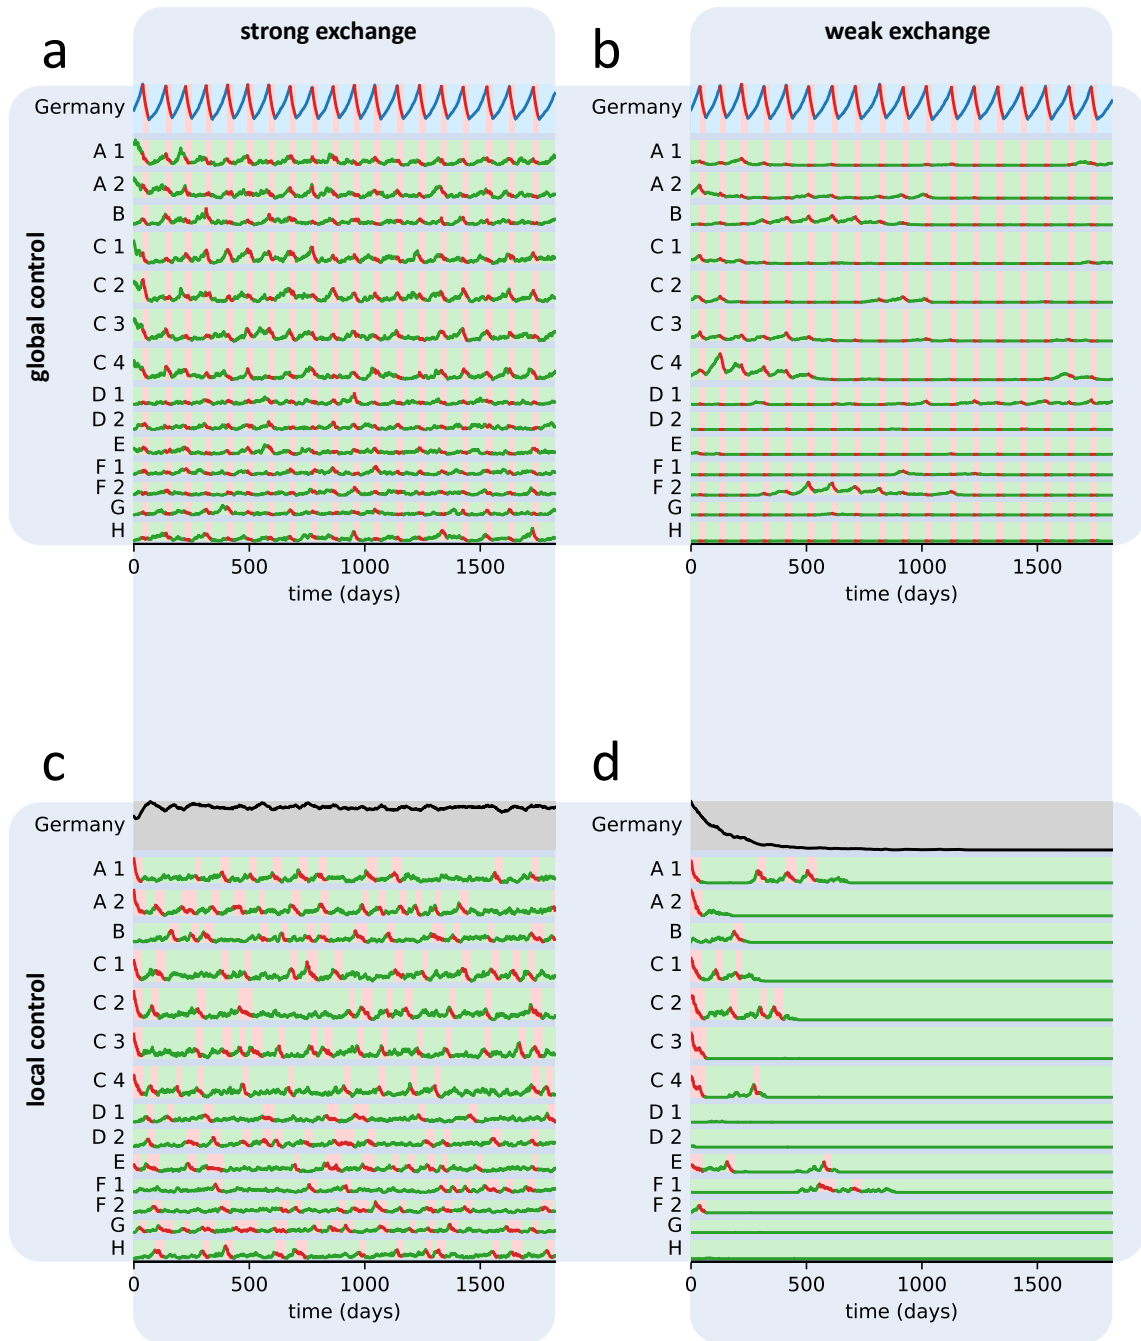 strong exchange
weak exchange
a
b
global control
Germany
A 1
A 2
B
C 1
C 2
C 3
C 4
D 1
D 2
E
F 1
F 2
G
H
0 500 1000 1500
time (days)
Germany
A 1
A 2
B
C 1
C 2
C 3
C 4
D 1
D 2
E
F 1
F 2
G
H
0 500 1000 1500
time (days)
c
d
local control
Germany
A 1
A 2
B
C 1
C 2
C 3
C 4
D 1
D 2
E
F 1
F 2
G
H
0 500 1000 1500
time (days)
Germany
A 1
A 2
B
C 1
C 2
C 3
C 4
D 1
D 2
E
F 1
F 2
G
H
0 500 1000 1500
time (days)